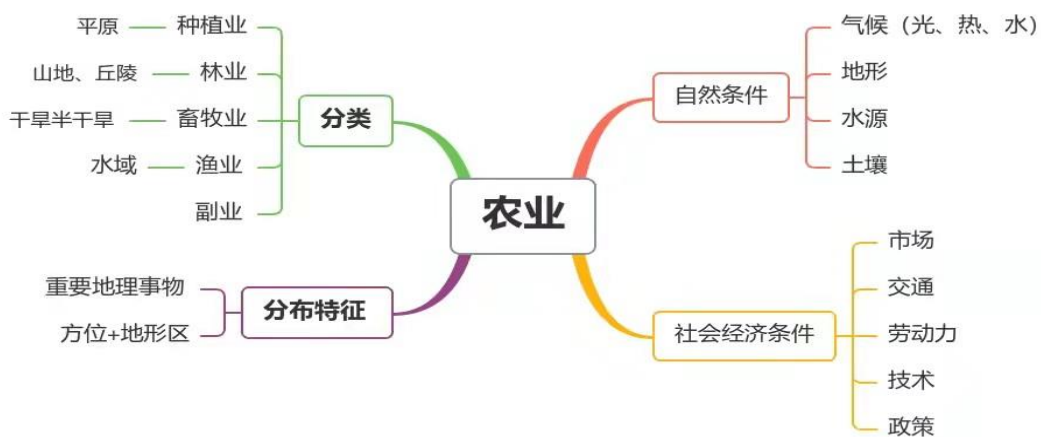 农业
分类
平原 种植业
山地、丘陵 林业
干旱半干旱 畜牧业
水域 渔业
副业
分布特征
重要地理事物
方位+地形区
自然条件
气候（光、热、水）
地形
水源
土壤
社会经济条件
市场
交通
劳动力
技术
政策